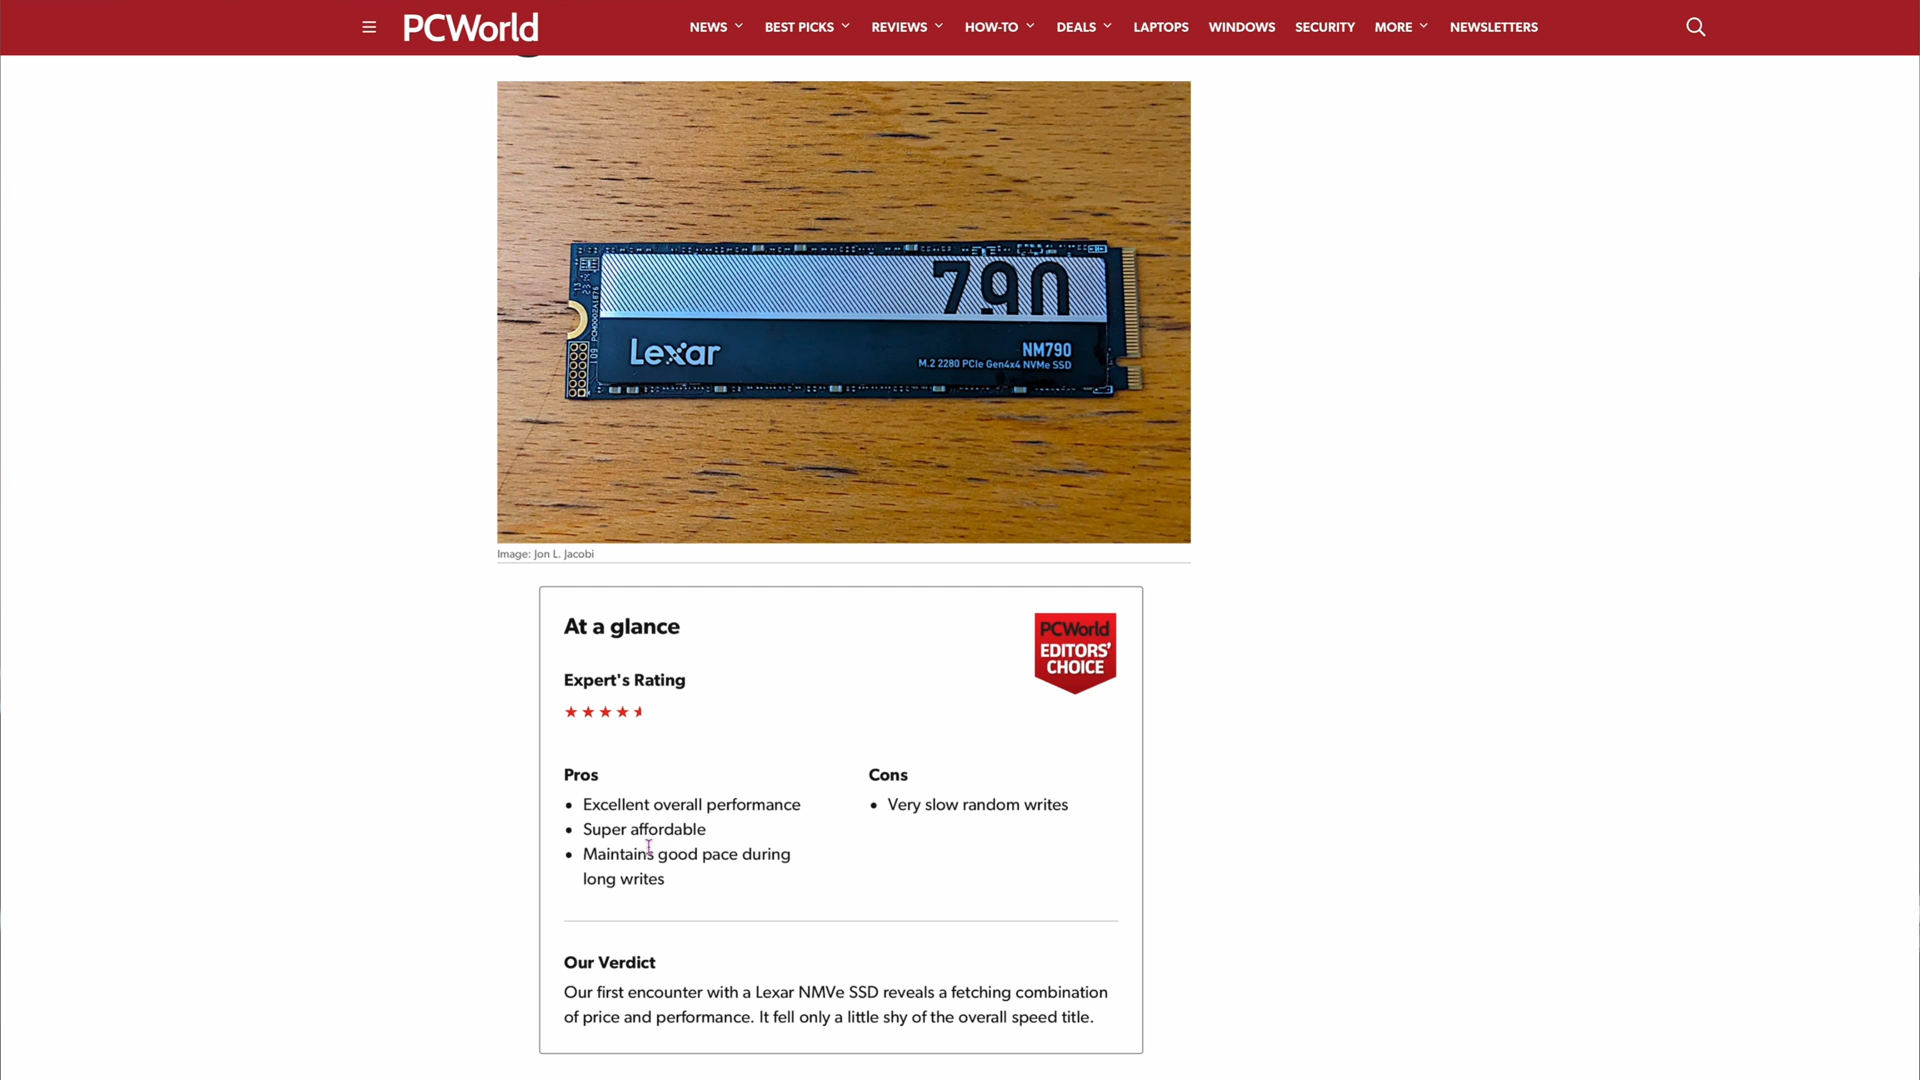 PCWorld NEWS BEST PICKS REVIEWS HOW-TO DEALS LAPTOPS WINDOWS SECURITY MORE NEWSLETTERS
790
Lexar
NM790
M.2 2280 PCIe Gen4x4 NVMe SSD
Image: Jon L. Jacobi
At a glance
PCWorld
EDITORS'
CHOICE
Expert's Rating
Pros
Excellent overall performance
Super affordable
Maintains good pace during
long writes
Cons
Very slow random writes
Our Verdict
Our first encounter with a Lexar NMVe SSD reveals a fetching combination
of price and performance. It fell only a little shy of the overall speed title.